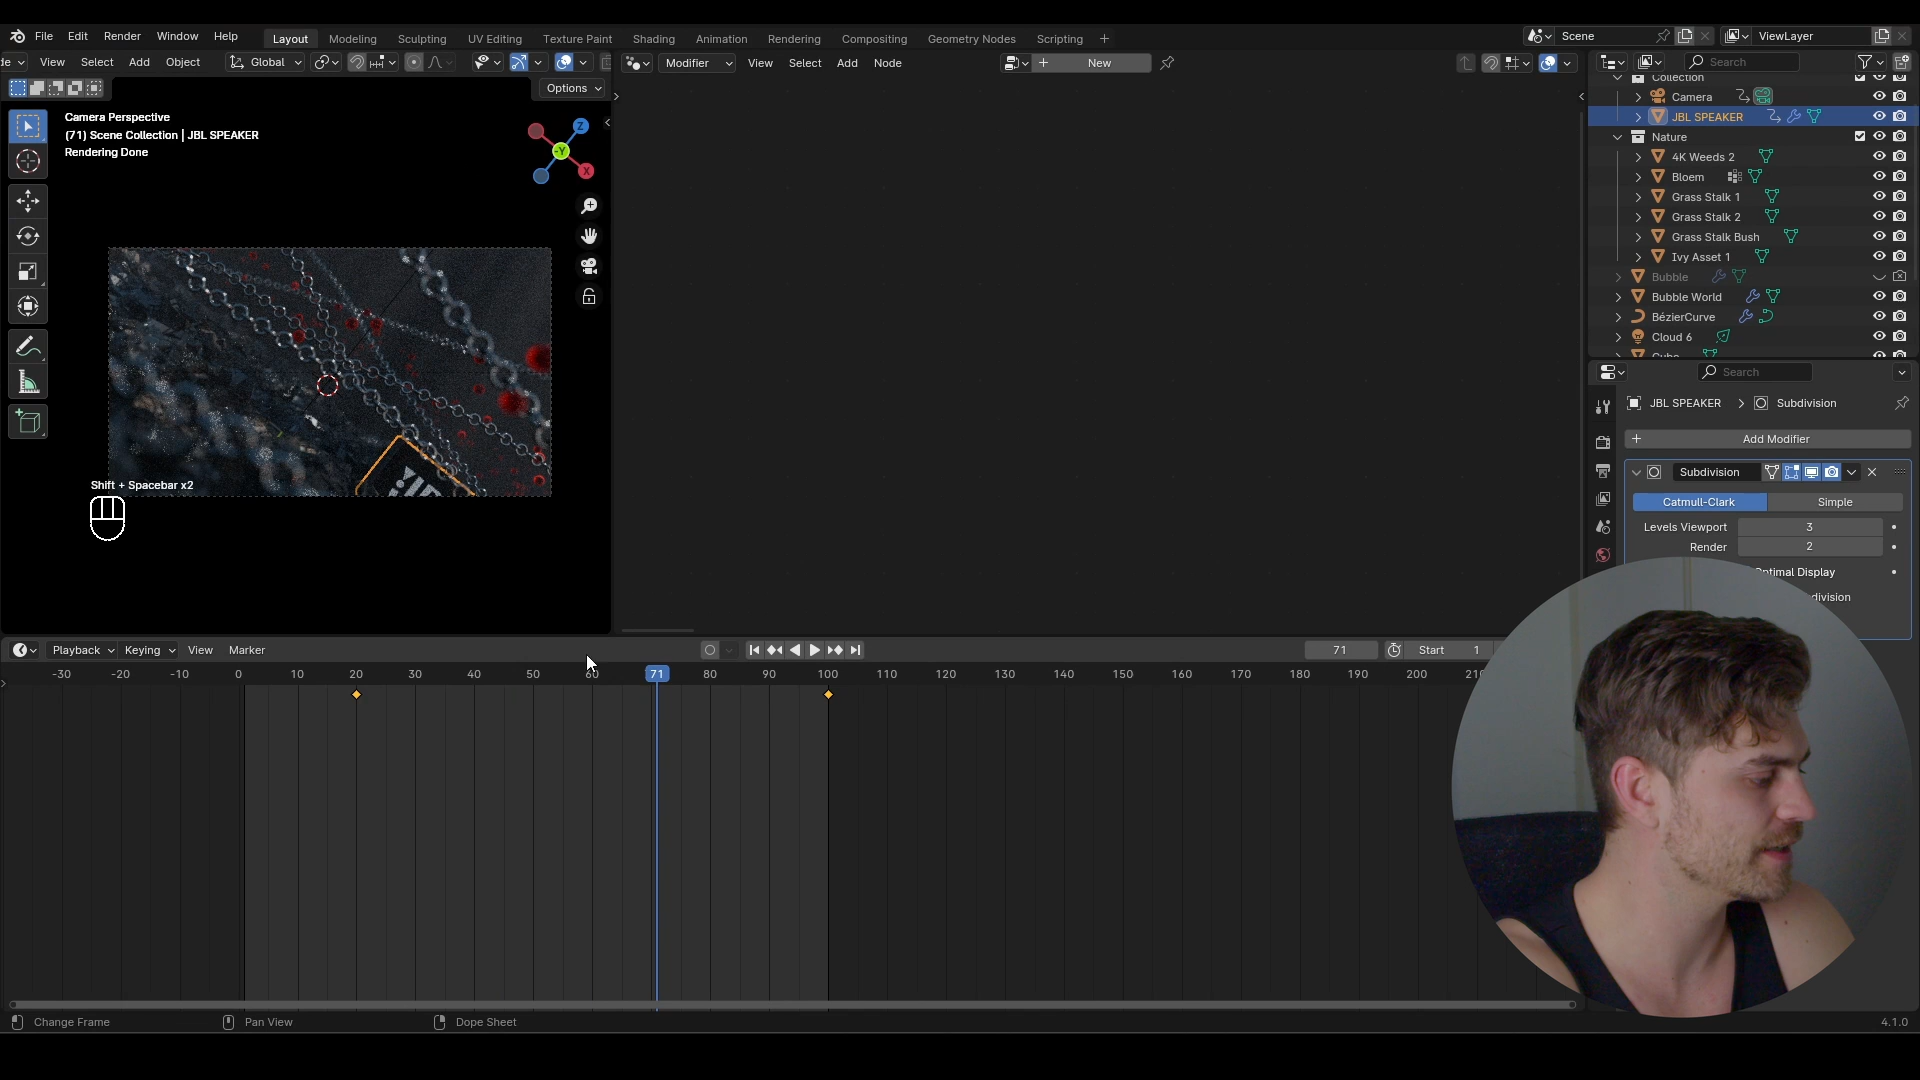 File Edit Render Window Help Layout Modeling Sculpting UV Editing Texture Paint Shading Animation Rendering Compositing Geometry Nodes Scripting + Scene ViewLayer
View Select Add Object Global Modifier View Select Add Node New Search
Options
Collection
Camera Perspective
(71) Scene Collection | JBL SPEAKER
Rendering Done
Z
-Y
X
Camera
JBL SPEAKER
Nature
4K Weeds 2
Bloem
Grass Stalk 1
Grass Stalk 2
Grass Stalk Bush
Ivy Asset 1
Bubble
Bubble World
BézierCurve
Cloud 6
Search
JBL SPEAKER > Subdivision
Add Modifier
Subdivision
Catmull-Clark Simple
Levels Viewport 3
Render 2
Optimal Display
division
Shift + Spacebar x2
Playback Keying View Marker 71 Start 1
-30 -20 -10 0 10 20 30 40 50 60 71 80 90 100 110 120 130 140 150 160 170 180 190 200
Change Frame Pan View Dope Sheet 4.1.0